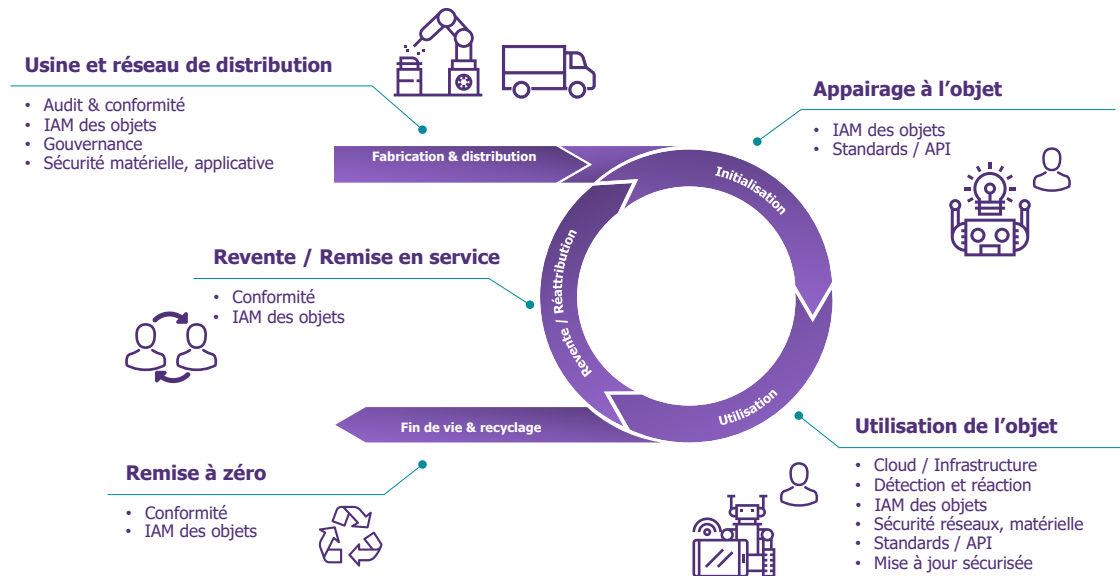 Usine et réseau de distribution
• Audit & conformité
• IAM des objets
• Gouvernance
• Sécurité matérielle, applicative
Fabrication & distribution
Appairage à l'objet
• IAM des objets
• Standards / API
Initialisation
Revente / Remise en service
• Conformité
• IAM des objets
Revente / Réattribution
Utilisation
Utilisation de l'objet
• Cloud / Infrastructure
• Détection et réaction
• IAM des objets
• Sécurité réseaux, matérielle
• Standards / API
• Mise à jour sécurisée
Fin de vie & recyclage
Remise à zéro
• Conformité
• IAM des objets